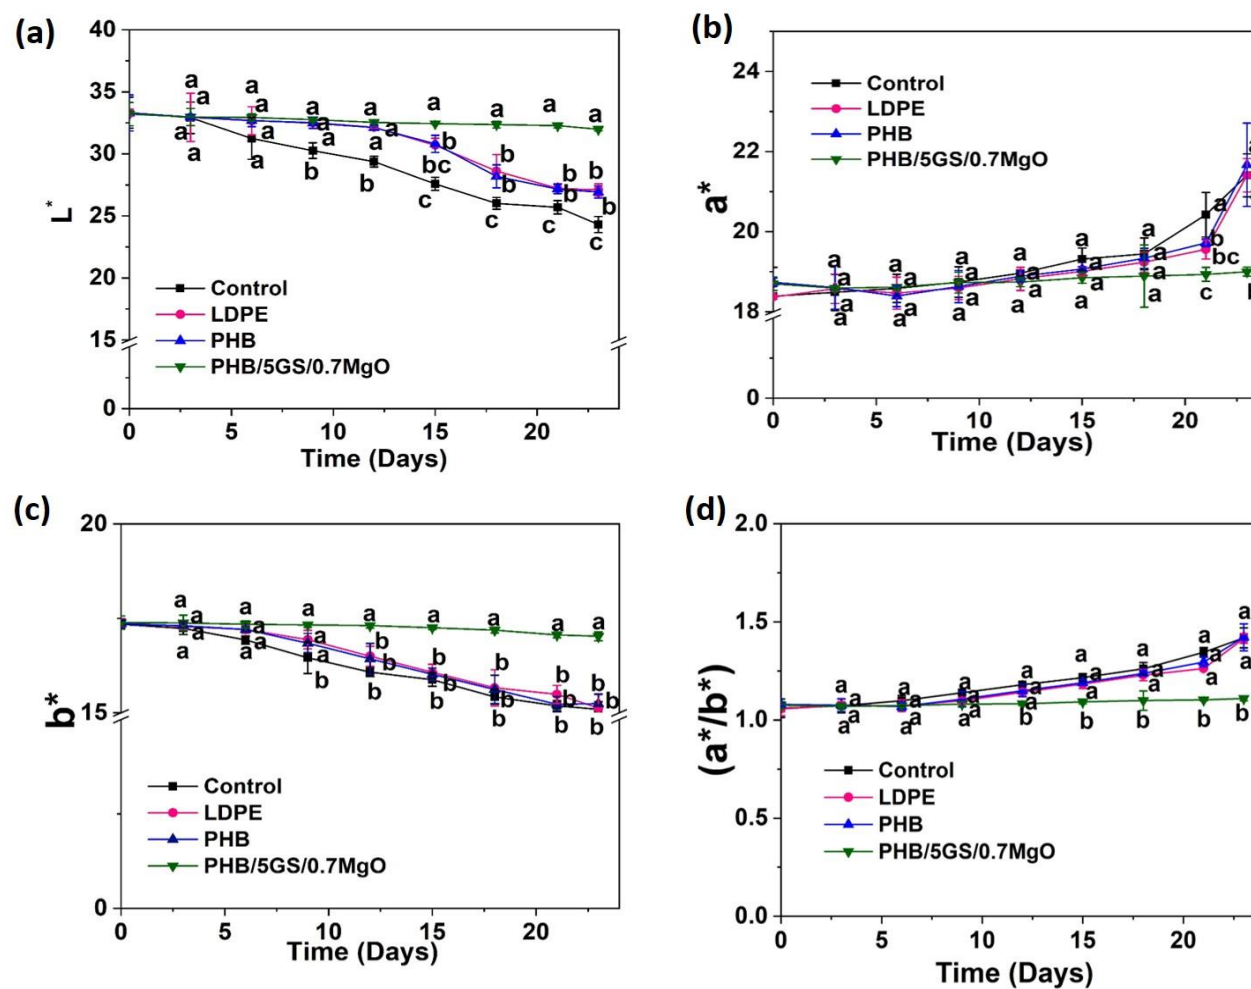 (a)
L*
40
35
30
25
20
15
0
a a a a a a a a
a a a a b b b b
a a a a bc b b b
a a b b c c c c
Control
LDPE
PHB
PHB/5GS/0.7MgO
0 5 10 15 20
Time (Days)
(b)
a*
24
22
20
18
0
Control
LDPE
PHB
PHB/5GS/0.7MgO
a a a a a a a
a a a a a a b
a a a a a a bc
a a a a a a c
0 5 10 15 20
Time (Days)
(c)
b*
20
15
0
a a a a a a a a
a a a b b b b b
a a a b b b b b
a a b b b b b b
Control
LDPE
PHB
PHB/5GS/0.7MgO
0 5 10 15 20
Time (Days)
(d)
(a*/b*)
2.0
1.5
1.0
0.5
0.0
a a a a a a a a
a a a a a a a a
a a a a a a a a
a a a b b b b b
Control
LDPE
PHB
PHB/5GS/0.7MgO
0 5 10 15 20
Time (Days)